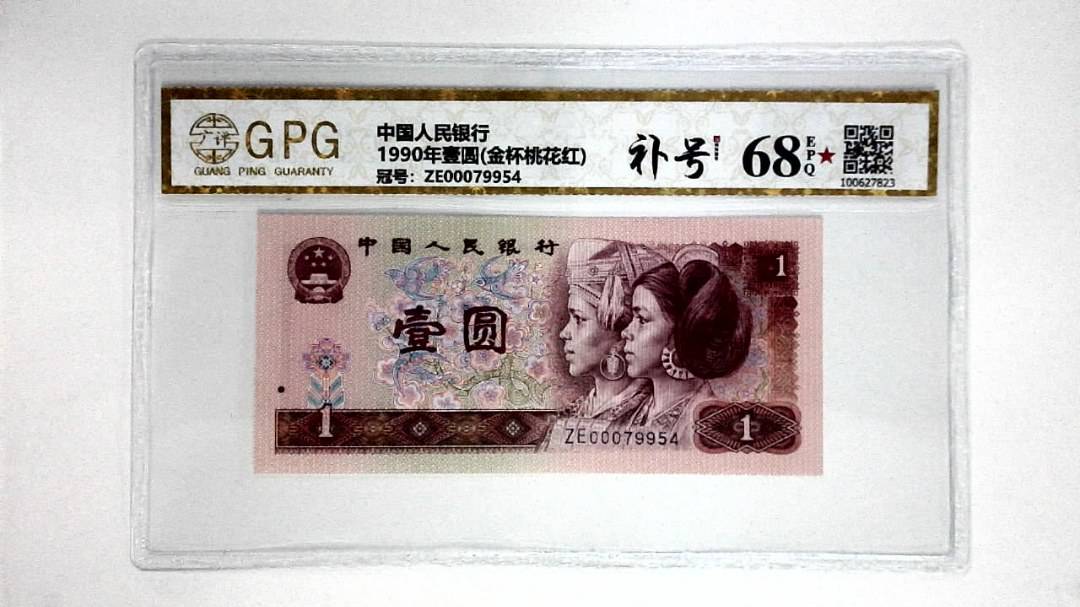 广评
GPG
GUANG PING GUARANTY
中国人民银行
1990年壹圆(金杯桃花红)
冠号: ZE00079954
补号
68
EPQ
100627823
中国人民银行
壹圆
1
1
ZE00079954
1